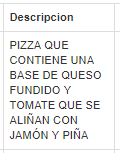 Descripcion
PIZZA QUE
CONTIENE UNA
BASE DE QUESO
FUNDIDO Y
TOMATE QUE SE
ALIÑAN CON
JAMÓN Y PIÑA